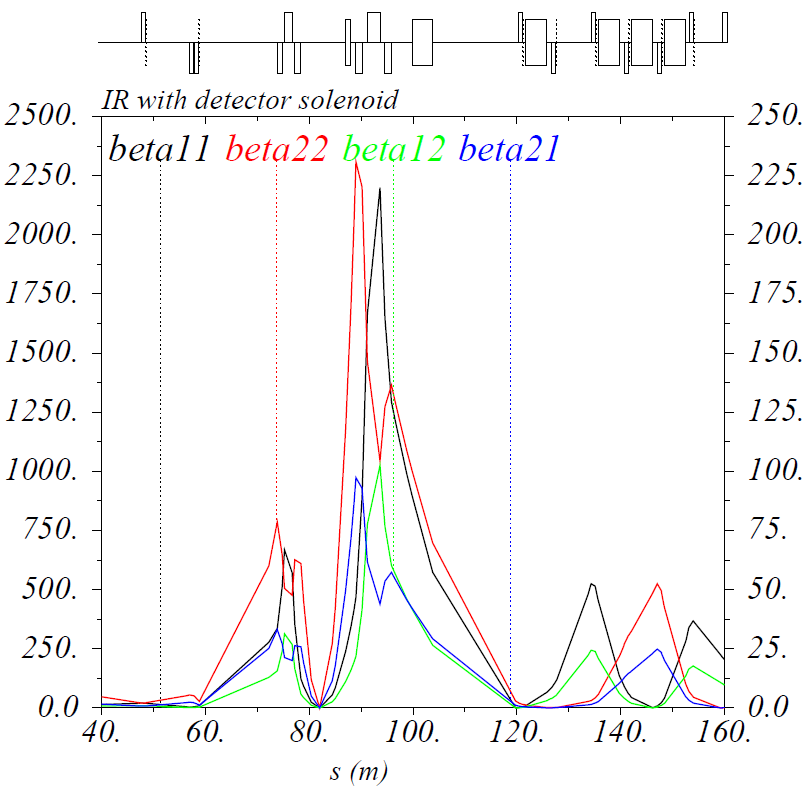 IR with detector solenoid
beta11 beta22 beta12 beta21
2500. 250.
2250. 225.
2000. 200.
1750. 175.
1500. 150.
1250. 125.
1000. 100.
750. 75.
500. 50.
250. 25.
0.0 0.0
40. 60. 80. 100. 120. 140. 160.
s (m)